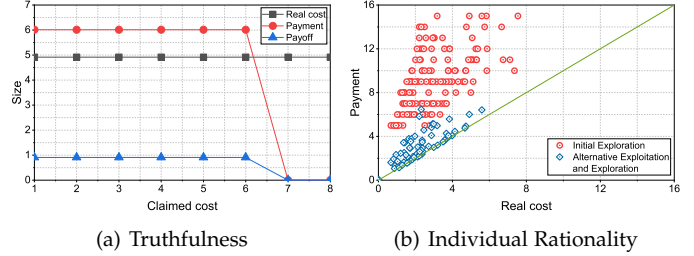 7
6
5
4
3
2
1
0
Size
1 2 3 4 5 6 7 8
Claimed cost
Real cost
Payment
Payoff
(a) Truthfulness
16
12
8
4
0
Payment
0 4 8 12 16
Real cost
Initial Exploration
Alternative Exploitation
and Exploration
(b) Individual Rationality